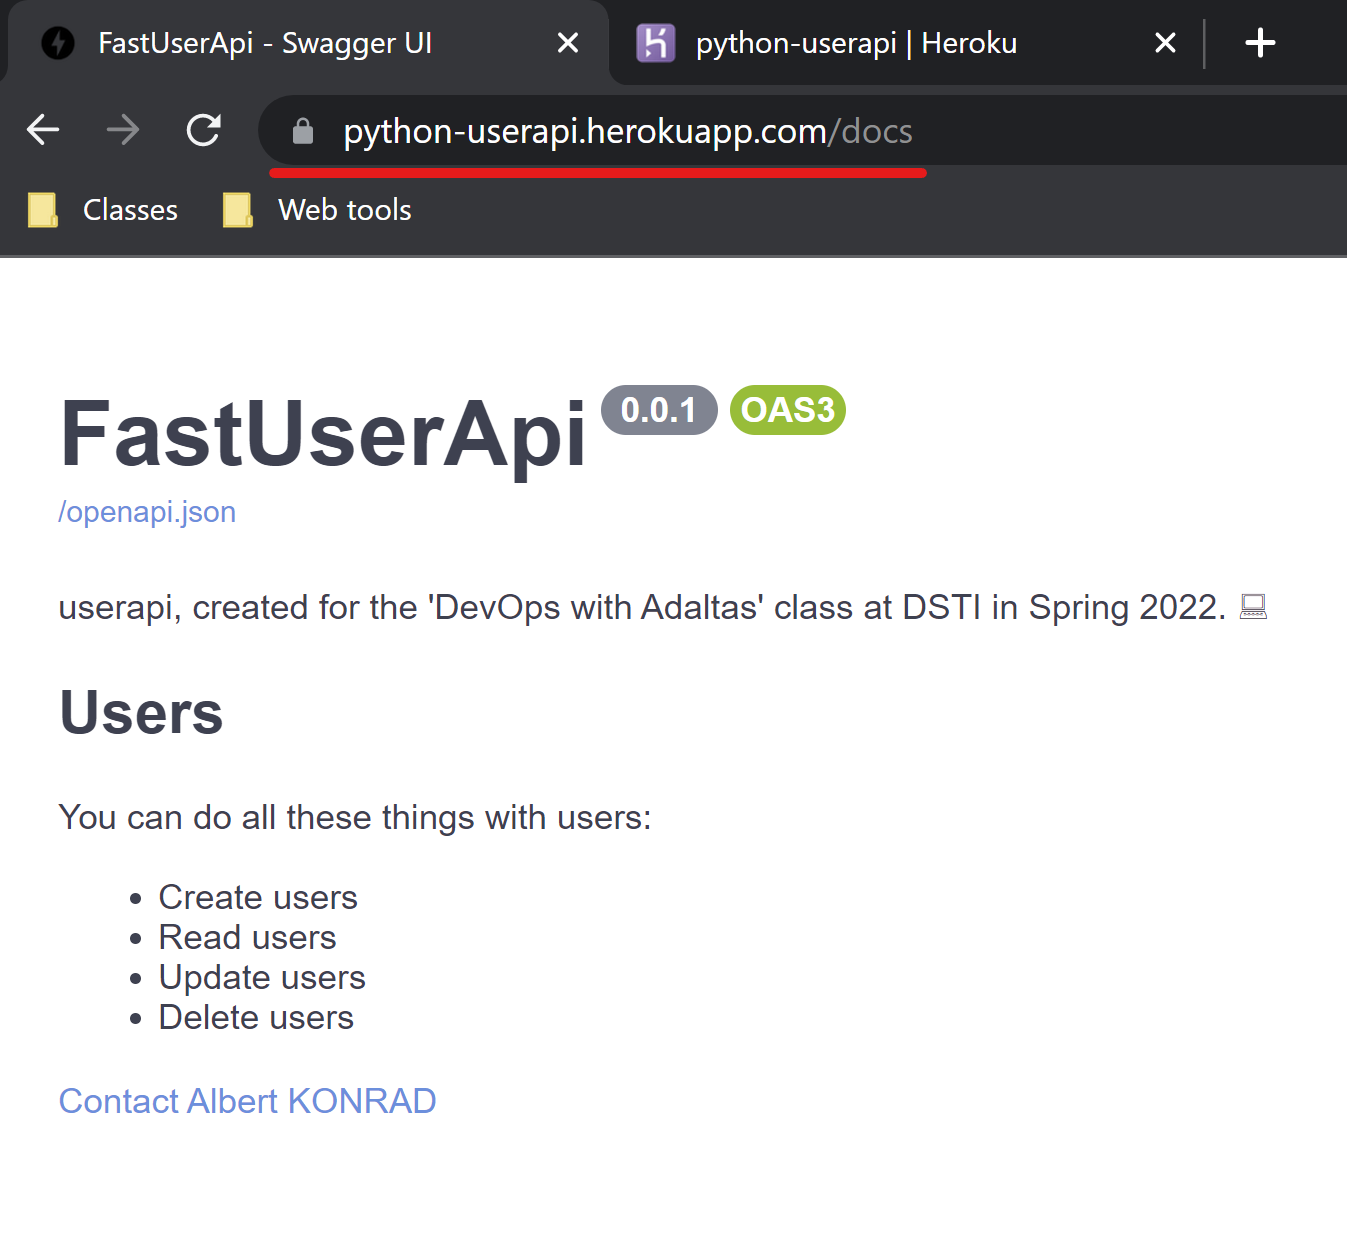 FastUserApi - Swagger UI
python-userapi | Heroku
python-userapi.herokuapp.com/docs
Classes
Web tools
FastUserApi 0.0.1 OAS3
/openapi.json
userapi, created for the 'DevOps with Adaltas' class at DSTI in Spring 2022. 💻
Users
You can do all these things with users:
• Create users
• Read users
• Update users
• Delete users
Contact Albert KONRAD